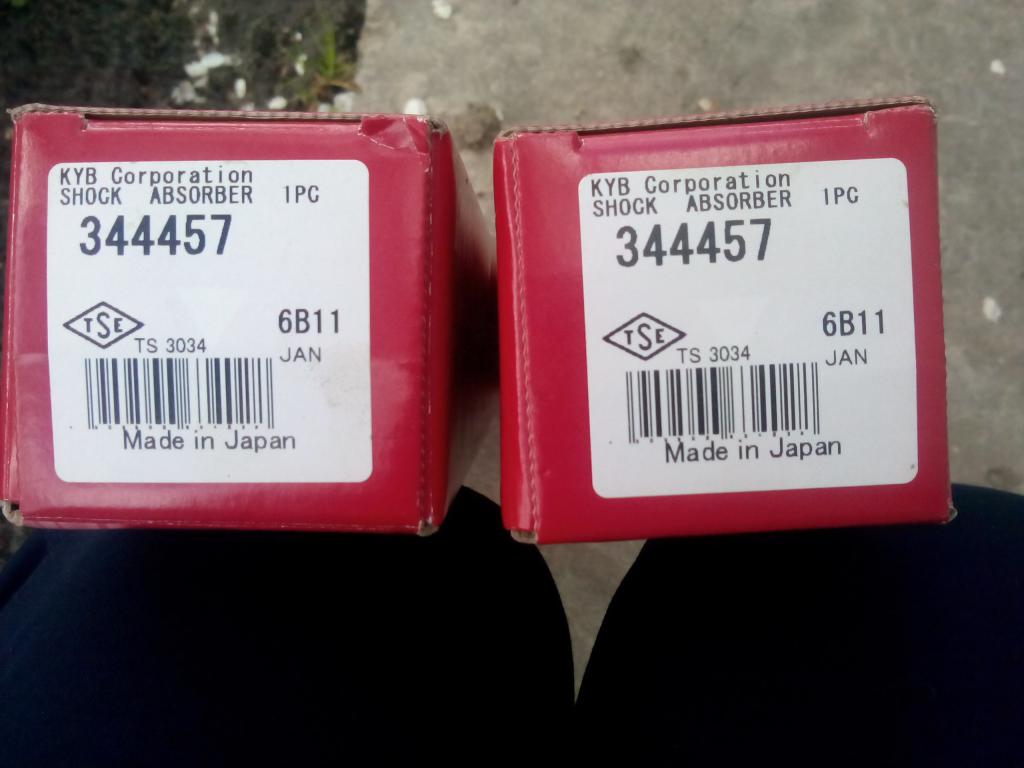 KYB Corporation
SHOCK ABSORBER 1PC
344457
6B11
TSE
TS 3034
JAN
Made in Japan
KYB Corporation
SHOCK ABSORBER 1PC
344457
6B11
TSE
TS 3034
JAN
Made in Japan